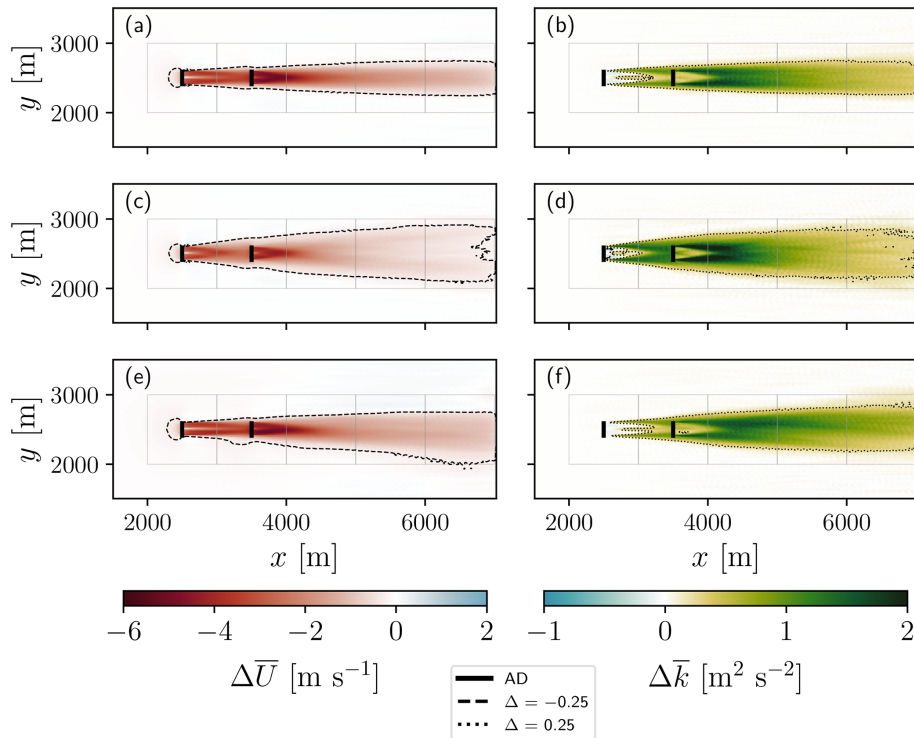 (a)
(b)
3000
2000
y [m]
y [m]
(c)
(d)
3000
2000
y [m]
y [m]
(e)
(f)
3000
2000
y [m]
y [m]
2000 4000 6000
2000 4000 6000
x [m]
x [m]
−6 −4 −2 0 2
−1 0 1 2
ΔU̅ [m s⁻¹]
Δk̅ [m² s⁻²]
AD
Δ = −0.25
Δ = 0.25